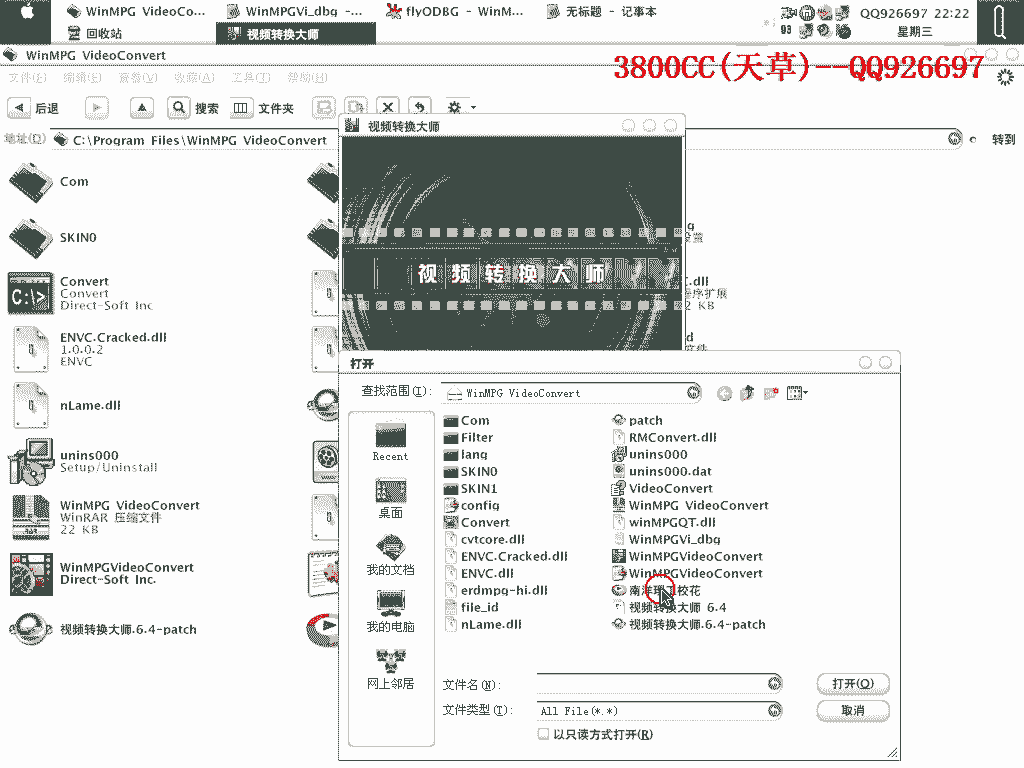 WinMPG VideoCo...
WinMPGVi_dbg -...
flyODBG - WinM...
无标题 - 记事本
QQ926697 22:22
回收站
视频转换大师
93
星期三
WinMPG VideoConvert
3800CC(天草)--QQ926697
文件(F) 编辑(E) 查看(V) 收藏(A) 工具(T) 帮助(H)
后退
搜索
文件夹
地址(D)
C:\Program Files\WinMPG VideoConvert
转到
视频转换大师
Com
SKIN0
Convert
Convert
Direct-Soft Inc
ENVC.Cracked.dll
1.0.0.2
ENVC
nLame.dll
unins000
Setup/Uninstall
WinMPG VideoConvert
WinRAR 压缩文件
22 KB
WinMPGVideoConvert
Direct-Soft Inc.
视频转换大师.6.4-patch
视频转换大师
打开
查找范围(I):
WinMPG VideoConvert
Recent
桌面
我的文档
我的电脑
网上邻居
Com
Filter
lang
SKIN0
SKIN1
config
Convert
cvtcore.dll
ENVC.Cracked.dll
ENVC.dll
erdmpg-hi.dll
file_id
nLame.dll
patch
RMConvert.dll
unins000
unins000.dat
VideoConvert
WinMPG VideoConvert
winMPGQT.dll
WinMPGVi_dbg
WinMPGVideoConvert
WinMPGVideoConvert
视频转换大师 6.4
视频转换大师.6.4-patch
文件名(N):
打开(O)
文件类型(T):
All File(*.*)
取消
以只读方式打开(R)